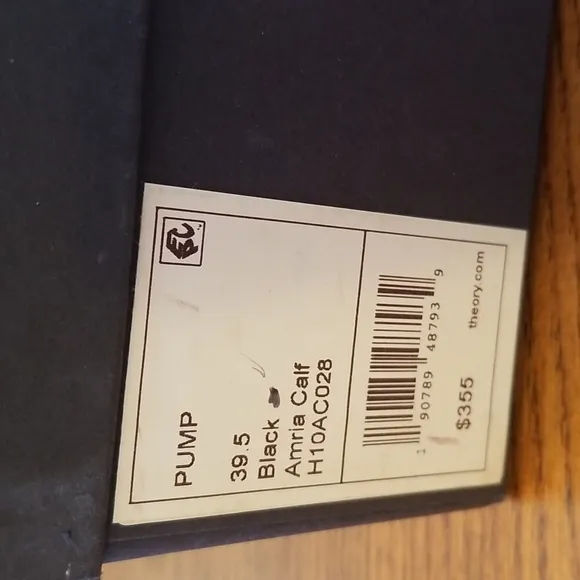 PUMP
39.5
Black
Amria Calf
H10AC028
1 90789 48793 9
$355
theory.com